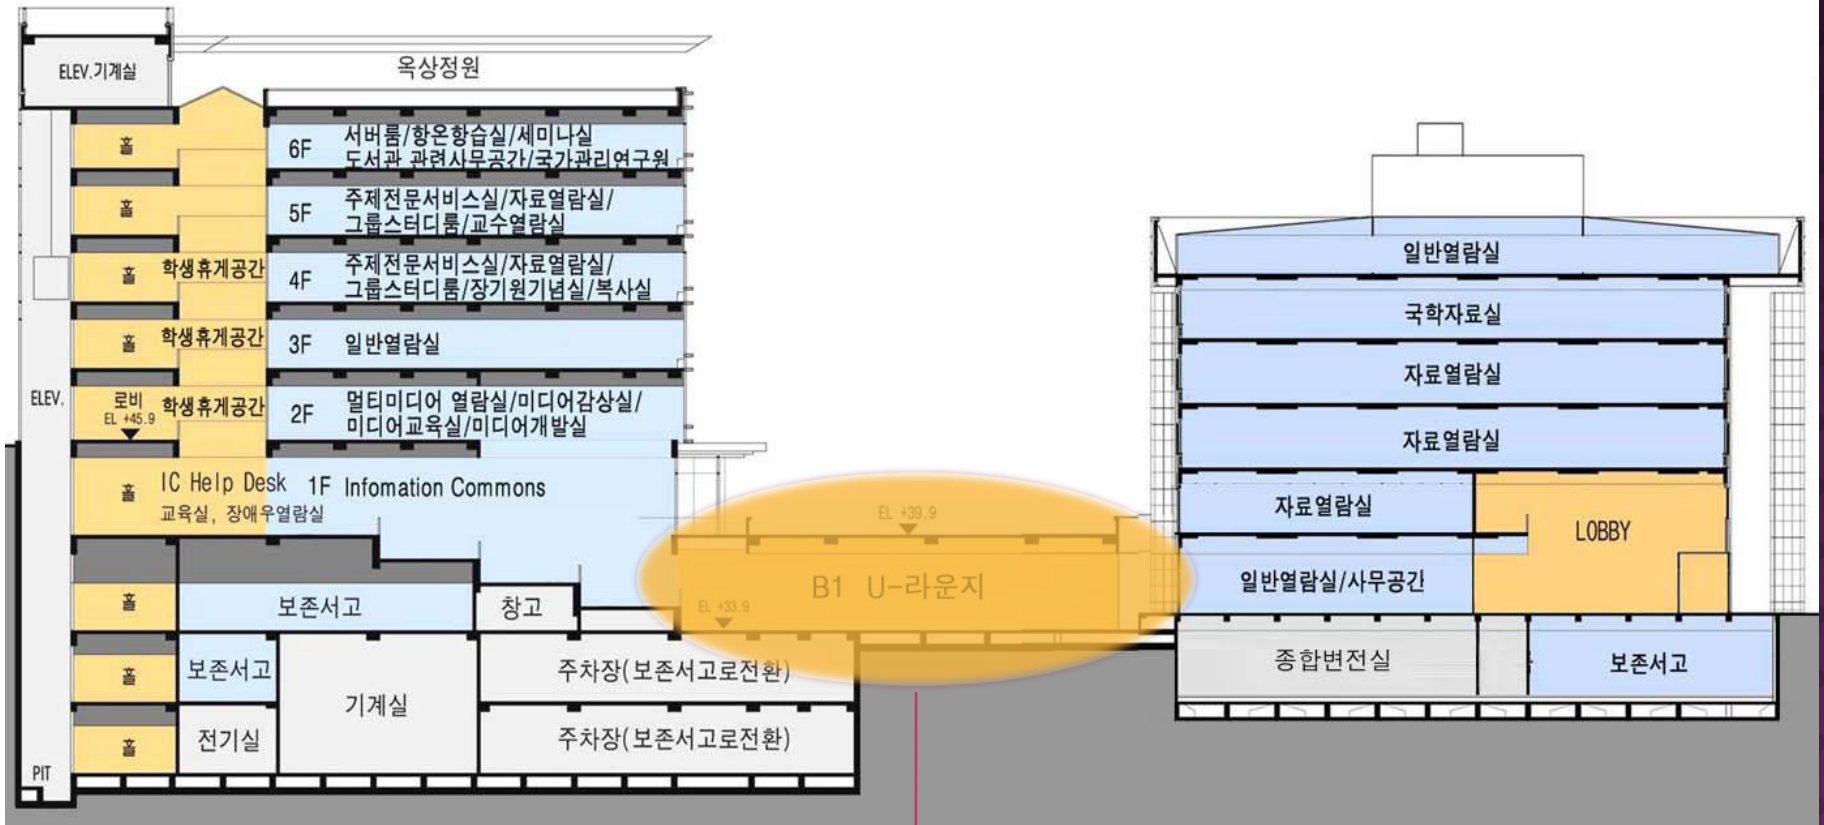 ELEV.기계실
옥상정원
홀
6F
서버룸/항온항습실/세미나실
도서관 관련사무공간/국가관리연구원
홀
5F
주제전문서비스실/자료열람실/
그룹스터디룸/교수열람실
홀
학생휴게공간
4F
주제전문서비스실/자료열람실/
그룹스터디룸/장기원기념실/복사실
홀
학생휴게공간
3F
일반열람실
ELEV.
로비
EL +45.9
학생휴게공간
2F
멀티미디어 열람실/미디어감상실/
미디어교육실/미디어개발실
홀
IC Help Desk
1F Infomation Commons
교육실, 장애우열람실
홀
보존서고
창고
홀
보존서고
기계실
주차장(보존서고로전환)
홀
전기실
주차장(보존서고로전환)
PIT
EL +39.9
B1 U-라운지
EL +33.9
일반열람실
국학자료실
자료열람실
자료열람실
자료열람실
LOBBY
일반열람실/사무공간
종합변전실
보존서고